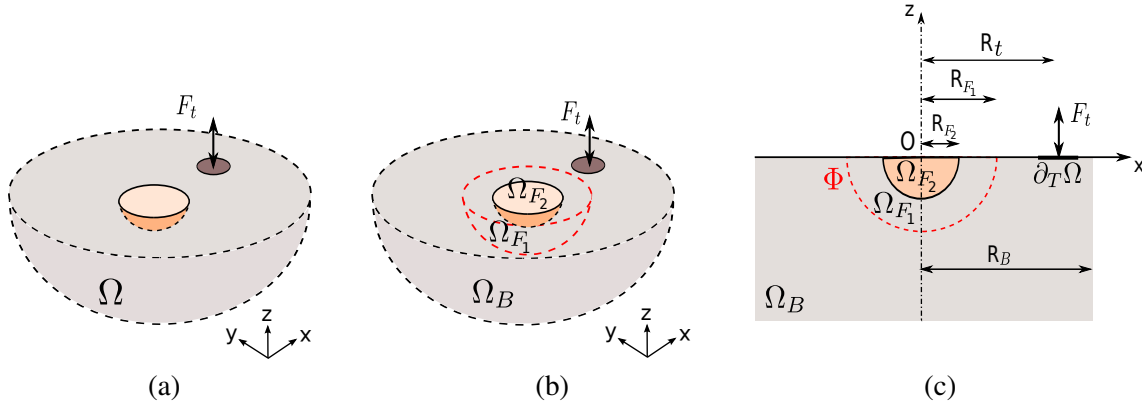 F_t
Ω
z
y x
(a)
F_t
Ω_{F_2}
Ω_{F_1}
Ω_B
z
y x
(b)
z
R_t
R_{F_1}
R_{F_2}
F_t
O
x
Ω_{F_2}
∂_TΩ
Φ
Ω_{F_1}
R_B
Ω_B
(c)